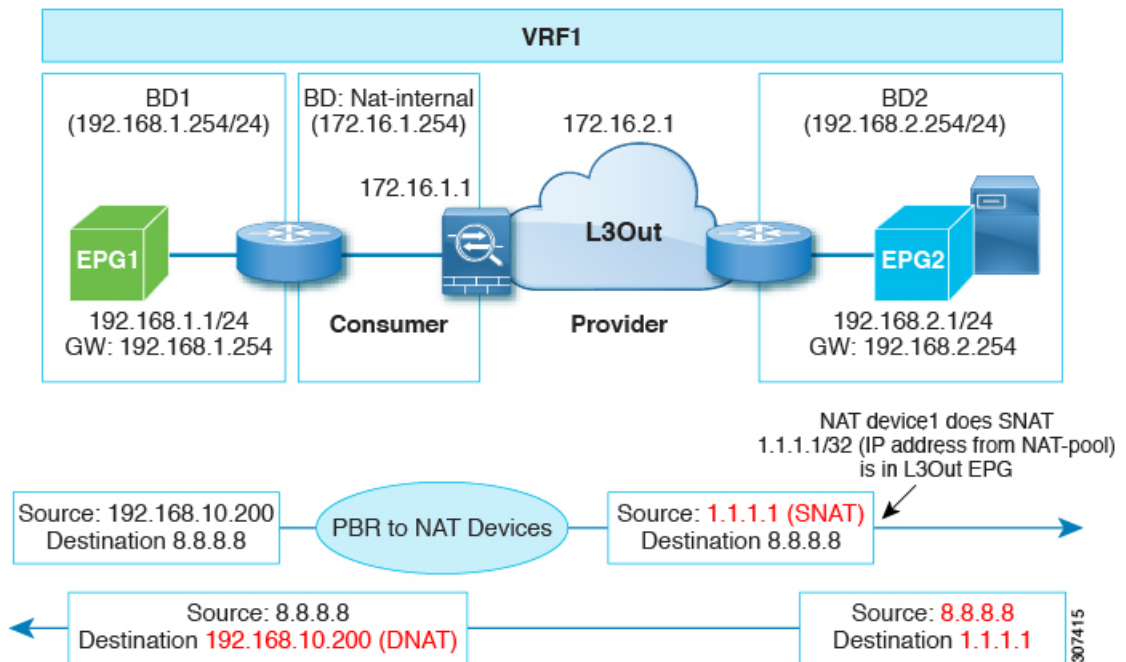 VRF1
BD1
(192.168.1.254/24)
BD: Nat-internal
(172.16.1.254)
172.16.2.1
BD2
(192.168.2.254/24)
172.16.1.1
L3Out
EPG1
EPG2
192.168.1.1/24
GW: 192.168.1.254
Consumer
Provider
192.168.2.1/24
GW: 192.168.2.254
NAT device1 does SNAT
1.1.1.1/32 (IP address from NAT-pool)
is in L3Out EPG
Source: 192.168.10.200
Destination 8.8.8.8
PBR to NAT Devices
Source: 1.1.1.1 (SNAT)
Destination 8.8.8.8
Source: 8.8.8.8
Destination 192.168.10.200 (DNAT)
Source: 8.8.8.8
Destination 1.1.1.1
307415